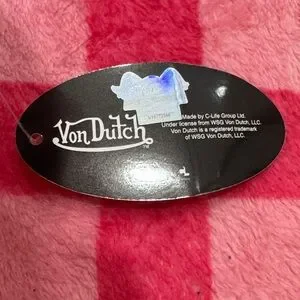 Von Dutch
TM
Made by C-Life Group Ltd.
Under license from WSG Von Dutch, LLC.
Von Dutch is a registered trademark
of WSG Von Dutch, LLC.